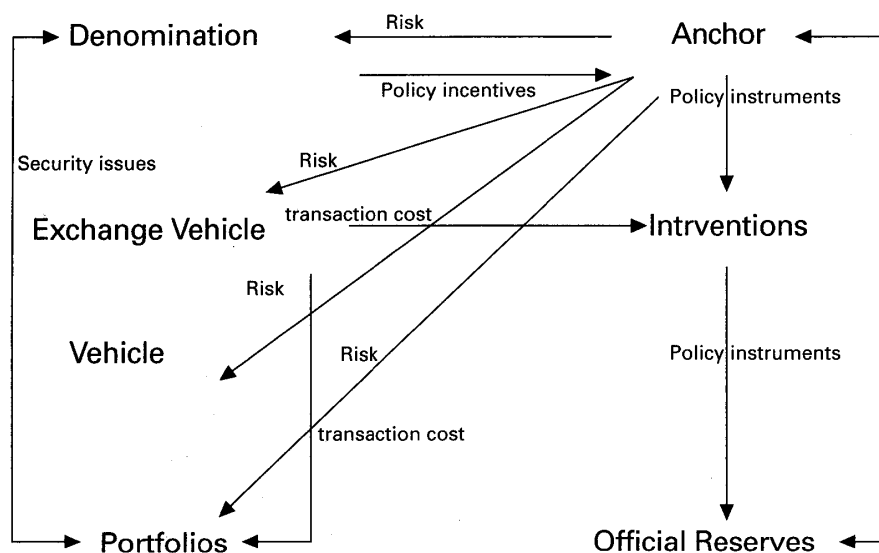 Risk
Denomination
Anchor
Policy incentives
Policy instruments
Security issues
Risk
transaction cost
Exchange Vehicle
Intrventions
Risk
Vehicle
Risk
Policy instruments
transaction cost
Portfolios
Official Reserves